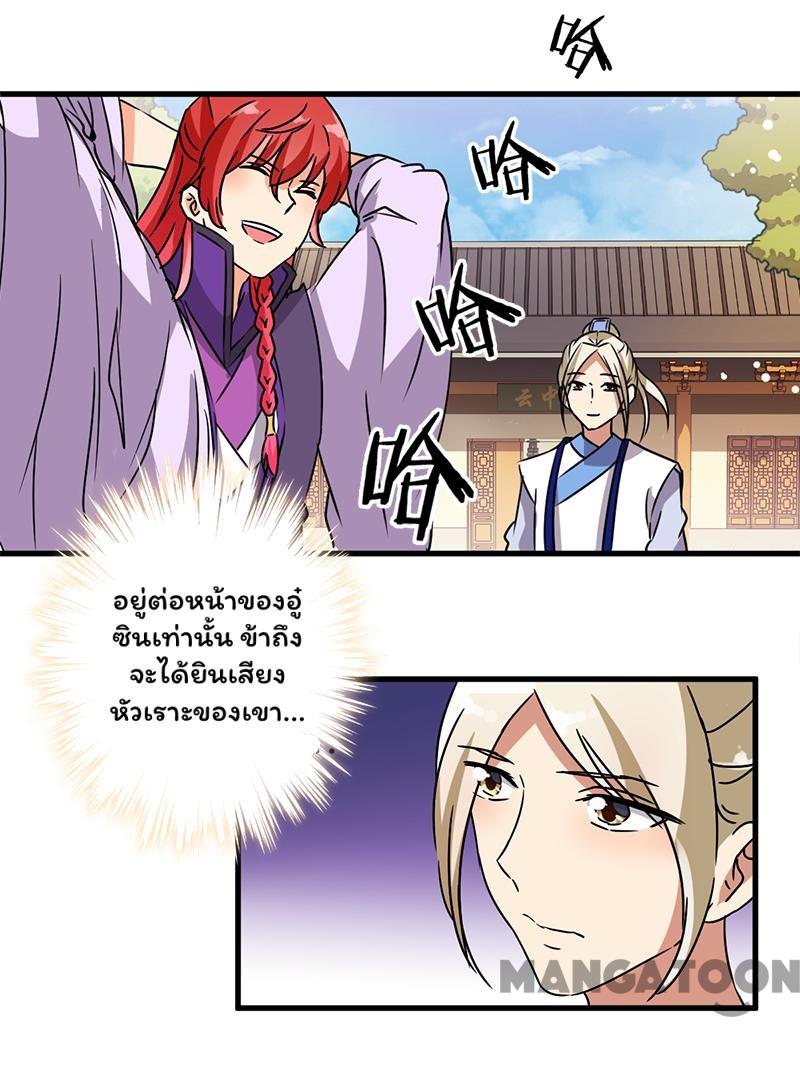 哈
哈
哈
哈
云中
อยู่ต่อหน้าของอู๋
ซินเท่านั้น ข้าถึง
จะได้ยินเสียง
หัวเราะของเขา...
MANGATOON